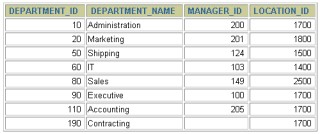 DEPARTMENT_ID DEPARTMENT_NAME MANAGER_ID LOCATION_ID
10 Administration 200 1700
20 Marketing 201 1800
50 Shipping 124 1500
60 IT 103 1400
80 Sales 149 2500
90 Executive 100 1700
110 Accounting 205 1700
190 Contracting 1700